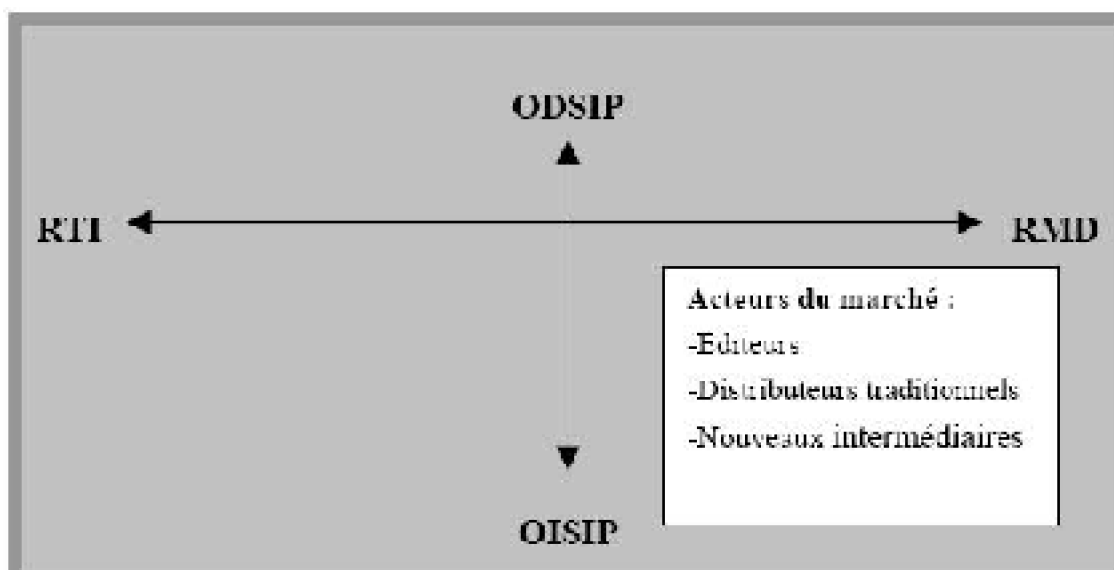 ODSIP
RTI
RMD
Acteurs du marché :
-Editeurs
-Distributeurs traditionnels
-Nouveaux intermédiaires
OISIP